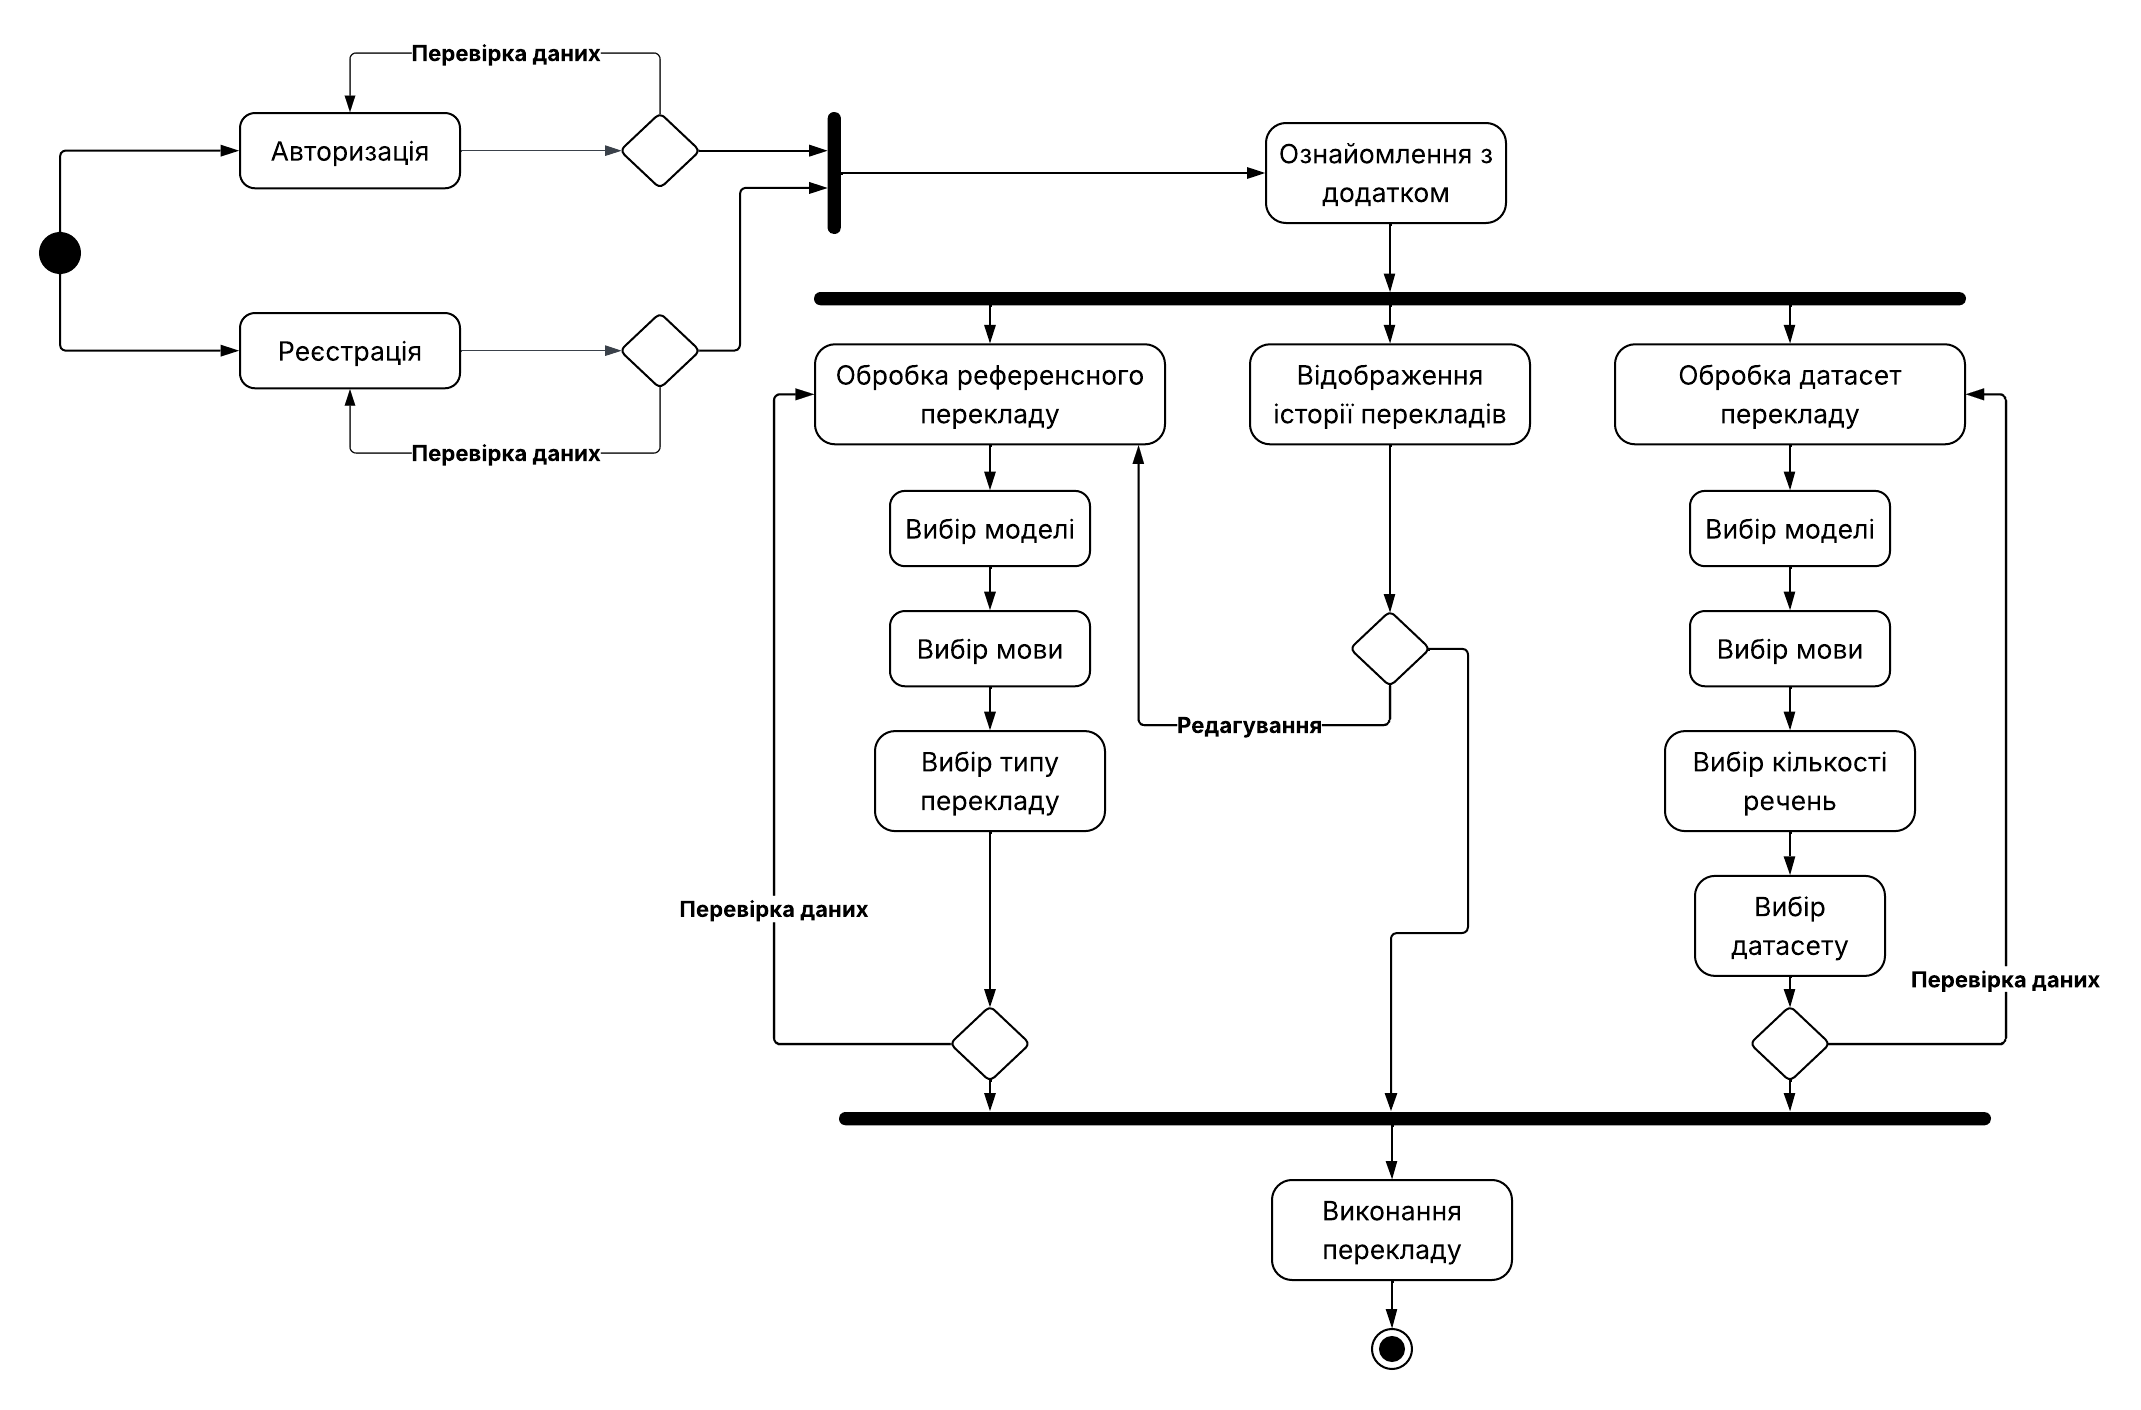 Перевірка даних
Авторизація
Ознайомлення з
додатком
Реєстрація
Перевірка даних
Обробка референсного
перекладу
Відображення
історії перекладів
Обробка датасет
перекладу
Вибір моделі
Вибір моделі
Вибір мови
Вибір мови
Редагування
Вибір типу
перекладу
Вибір кількості
речень
Перевірка даних
Вибір
датасету
Перевірка даних
Виконання
перекладу